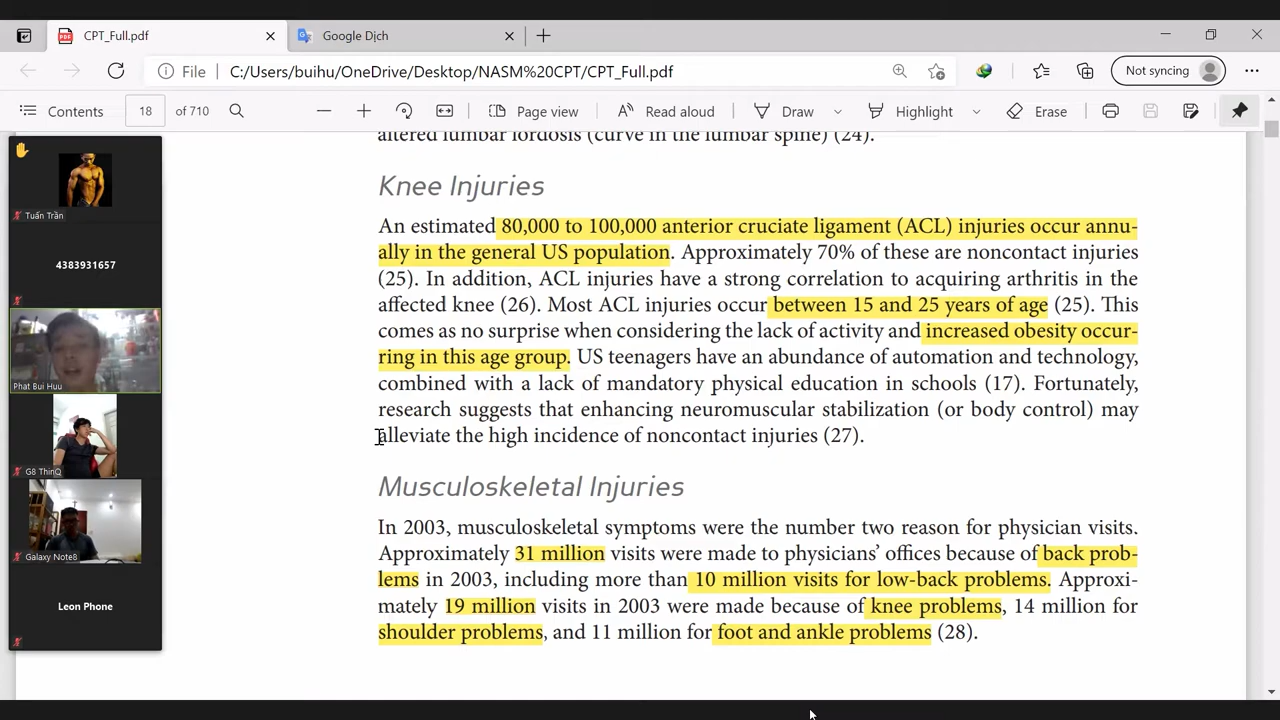 CPT_Full.pdf
Google Dịch
File
C:/Users/buihu/OneDrive/Desktop/NASM%20CPT/CPT_Full.pdf
Not syncing
Contents
18
of 710
Page view
Read aloud
Draw
Highlight
Erase
altered lumbar lordosis (curve in the lumbar spine) (24).
Knee Injuries
An estimated 80,000 to 100,000 anterior cruciate ligament (ACL) injuries occur annu-
ally in the general US population. Approximately 70% of these are noncontact injuries
(25). In addition, ACL injuries have a strong correlation to acquiring arthritis in the
affected knee (26). Most ACL injuries occur between 15 and 25 years of age (25). This
comes as no surprise when considering the lack of activity and increased obesity occur-
ring in this age group. US teenagers have an abundance of automation and technology,
combined with a lack of mandatory physical education in schools (17). Fortunately,
research suggests that enhancing neuromuscular stabilization (or body control) may
alleviate the high incidence of noncontact injuries (27).
Musculoskeletal Injuries
In 2003, musculoskeletal symptoms were the number two reason for physician visits.
Approximately 31 million visits were made to physicians' offices because of back prob-
lems in 2003, including more than 10 million visits for low-back problems. Approxi-
mately 19 million visits in 2003 were made because of knee problems, 14 million for
shoulder problems, and 11 million for foot and ankle problems (28).
Tuấn Trần
4383931657
Phat Bui Huu
G8 ThinQ
Galaxy Note8
Leon Phone